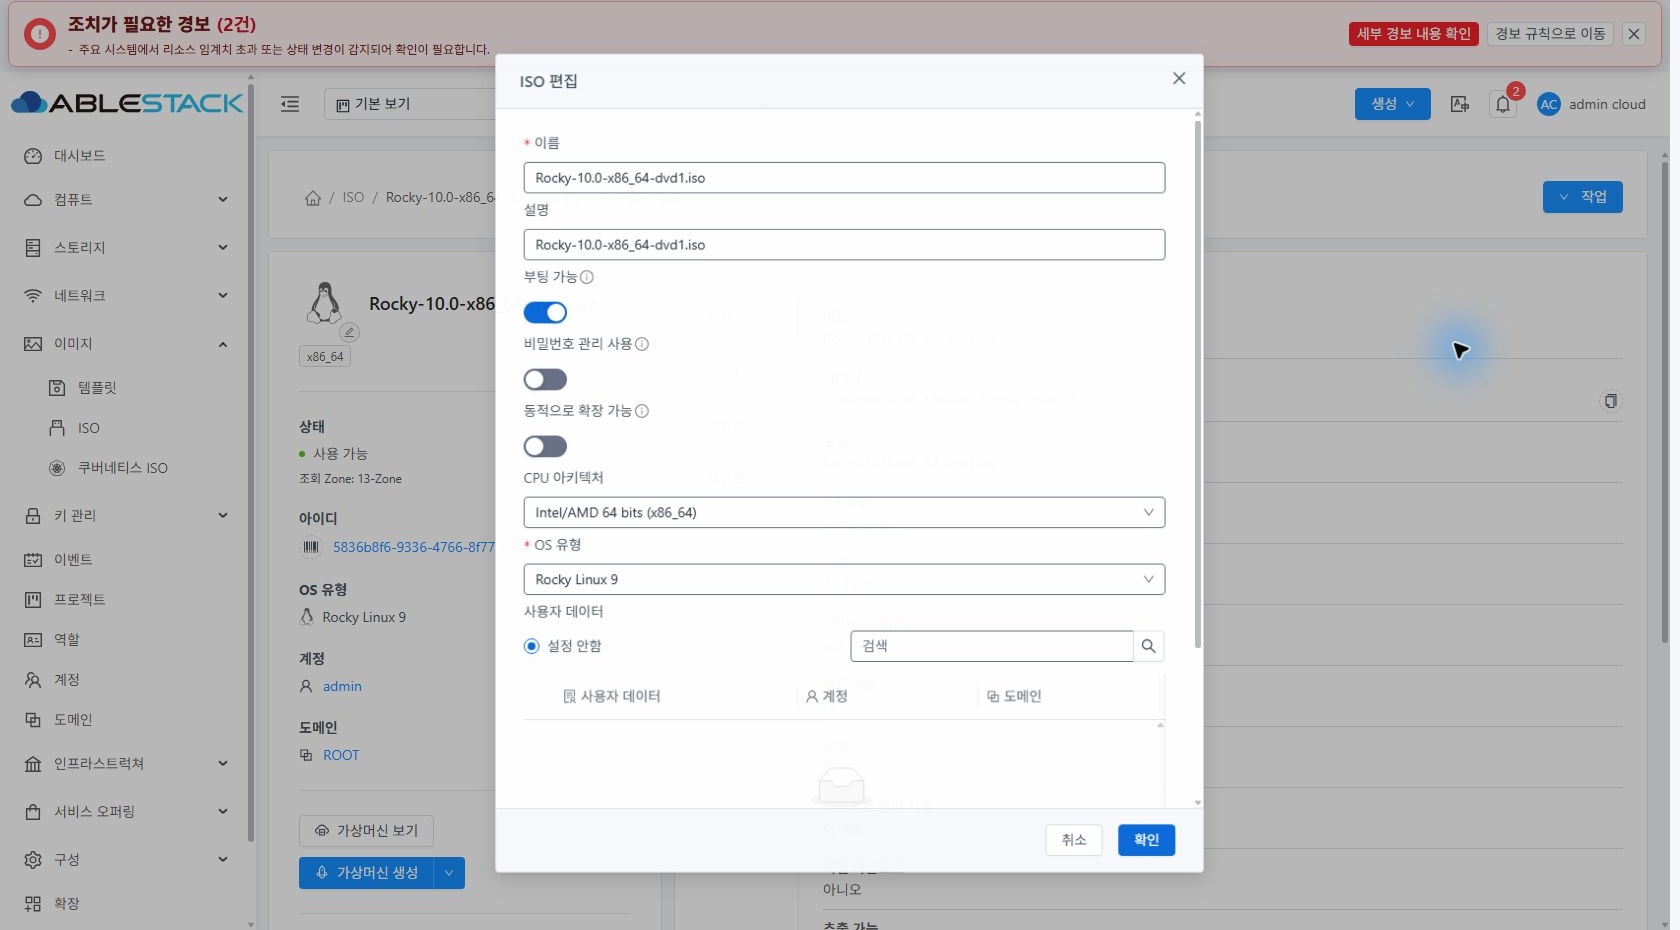 조치가 필요한 경보 (2건)
- 주요 시스템에서 리소스 임계치 초과 또는 상태 변경이 감지되어 확인이 필요합니다.
세부 경보 내용 확인
경보 규칙으로 이동
ABLESTACK
기본 보기
생성
2
AC
admin cloud
대시보드
컴퓨트
스토리지
네트워크
이미지
템플릿
ISO
쿠버네티스 ISO
키 관리
이벤트
프로젝트
역할
계정
도메인
인프라스트럭쳐
서비스 오퍼링
구성
확장
/ ISO / Rocky-10.0-x86_6
작업
Rocky-10.0-x86
x86_64
상태
사용 가능
조회 Zone: 13-Zone
아이디
5836b8f6-9336-4766-8f77
OS 유형
Rocky Linux 9
계정
admin
도메인
ROOT
가상머신 보기
가상머신 생성
ISO 편집
* 이름
Rocky-10.0-x86_64-dvd1.iso
설명
Rocky-10.0-x86_64-dvd1.iso
부팅 가능
비밀번호 관리 사용
동적으로 확장 가능
CPU 아키텍처
Intel/AMD 64 bits (x86_64)
* OS 유형
Rocky Linux 9
사용자 데이터
설정 안함
검색
사용자 데이터
계정
도메인
취소
확인
아니오
추출 가능